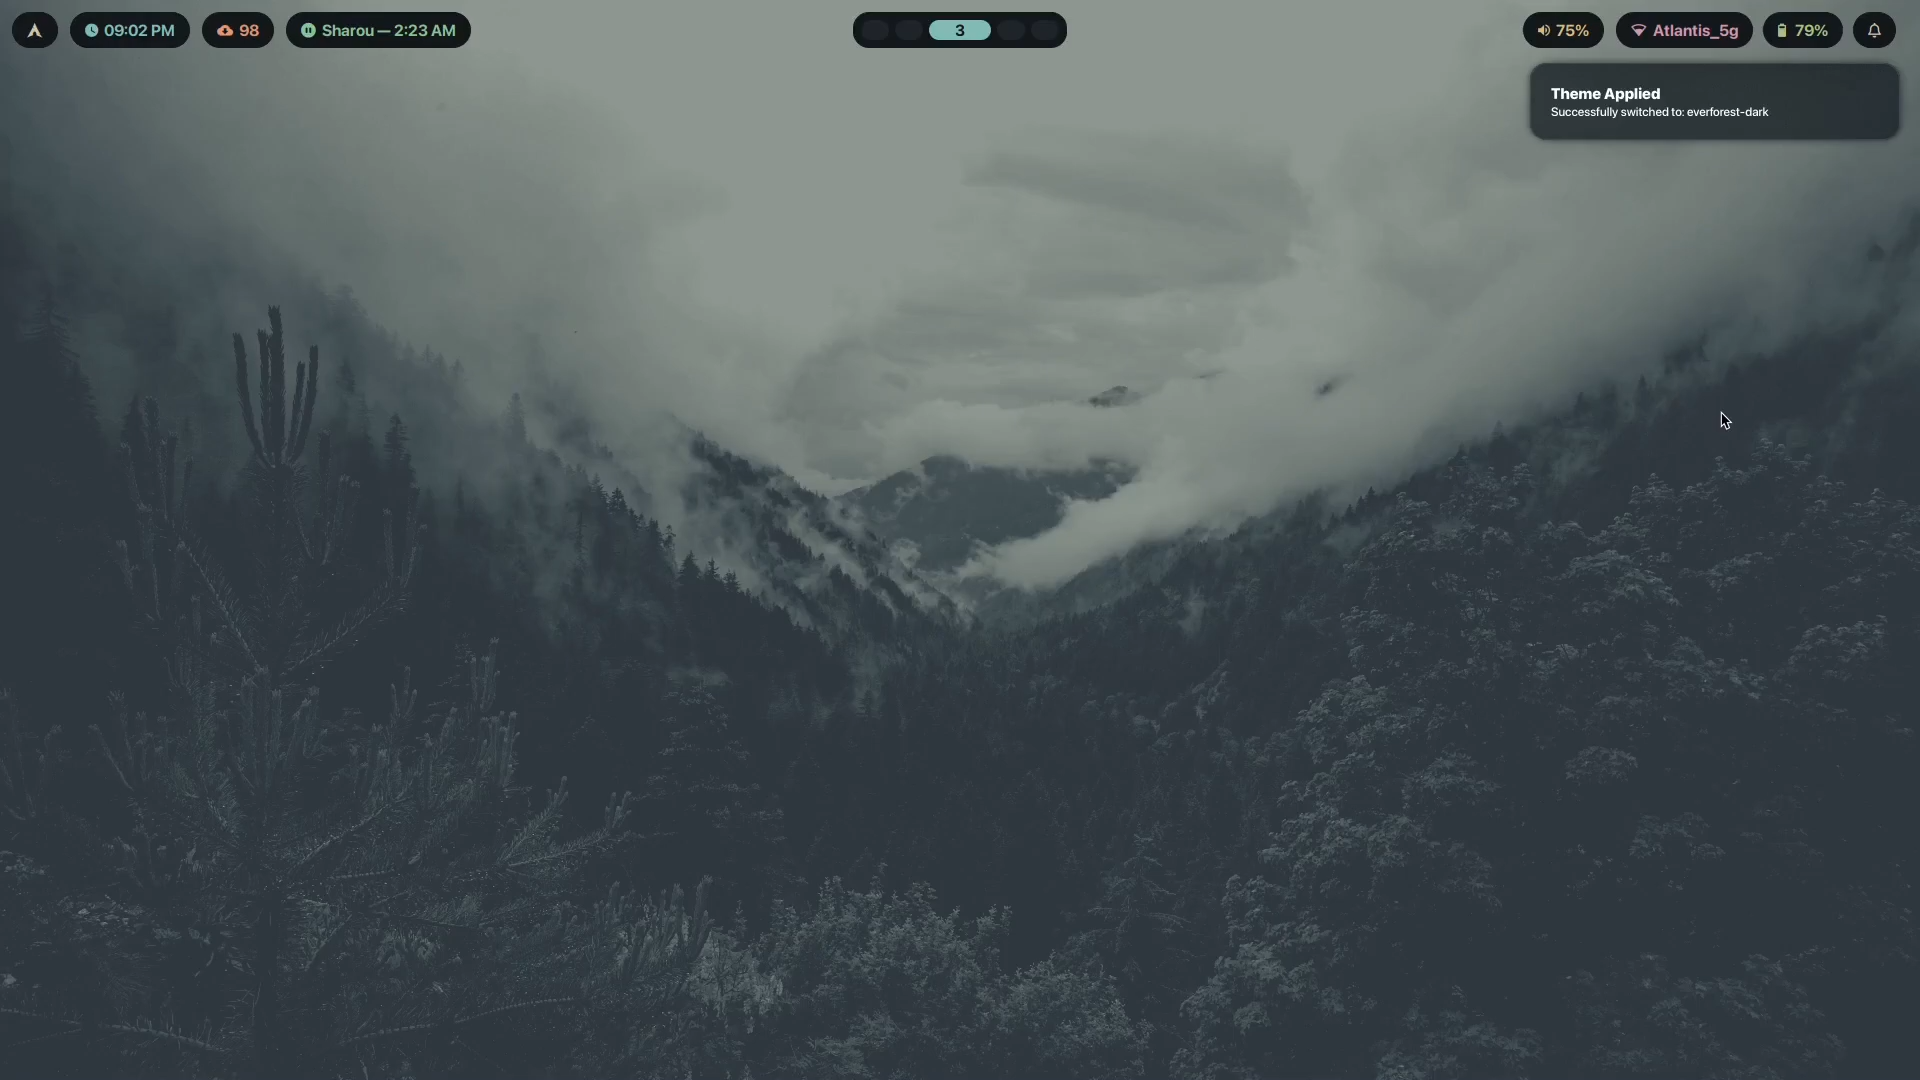 09:02 PM
98
Sharou — 2:23 AM
3
75%
Atlantis_5g
79%
Theme Applied
Successfully switched to: everforest-dark